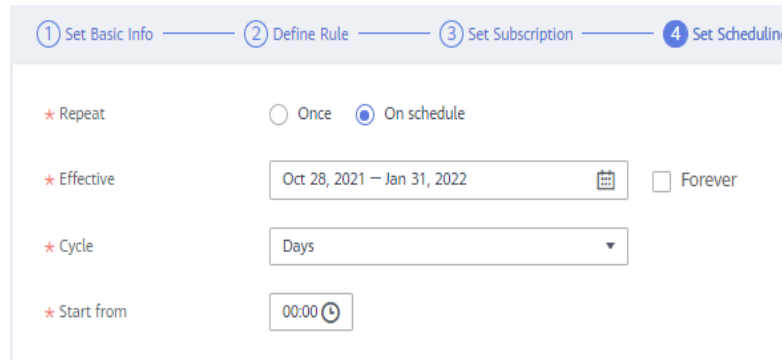 1 Set Basic Info 2 Define Rule 3 Set Subscription 4 Set Scheduling
* Repeat Once On schedule
* Effective Oct 28, 2021 — Jan 31, 2022 Forever
* Cycle Days
* Start from 00:00